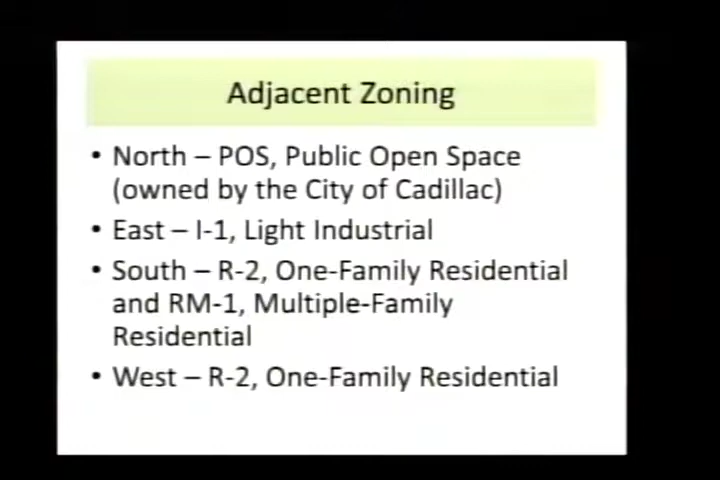 Adjacent Zoning
• North – POS, Public Open Space
(owned by the City of Cadillac)
• East – I-1, Light Industrial
• South – R-2, One-Family Residential
and RM-1, Multiple-Family
Residential
• West – R-2, One-Family Residential